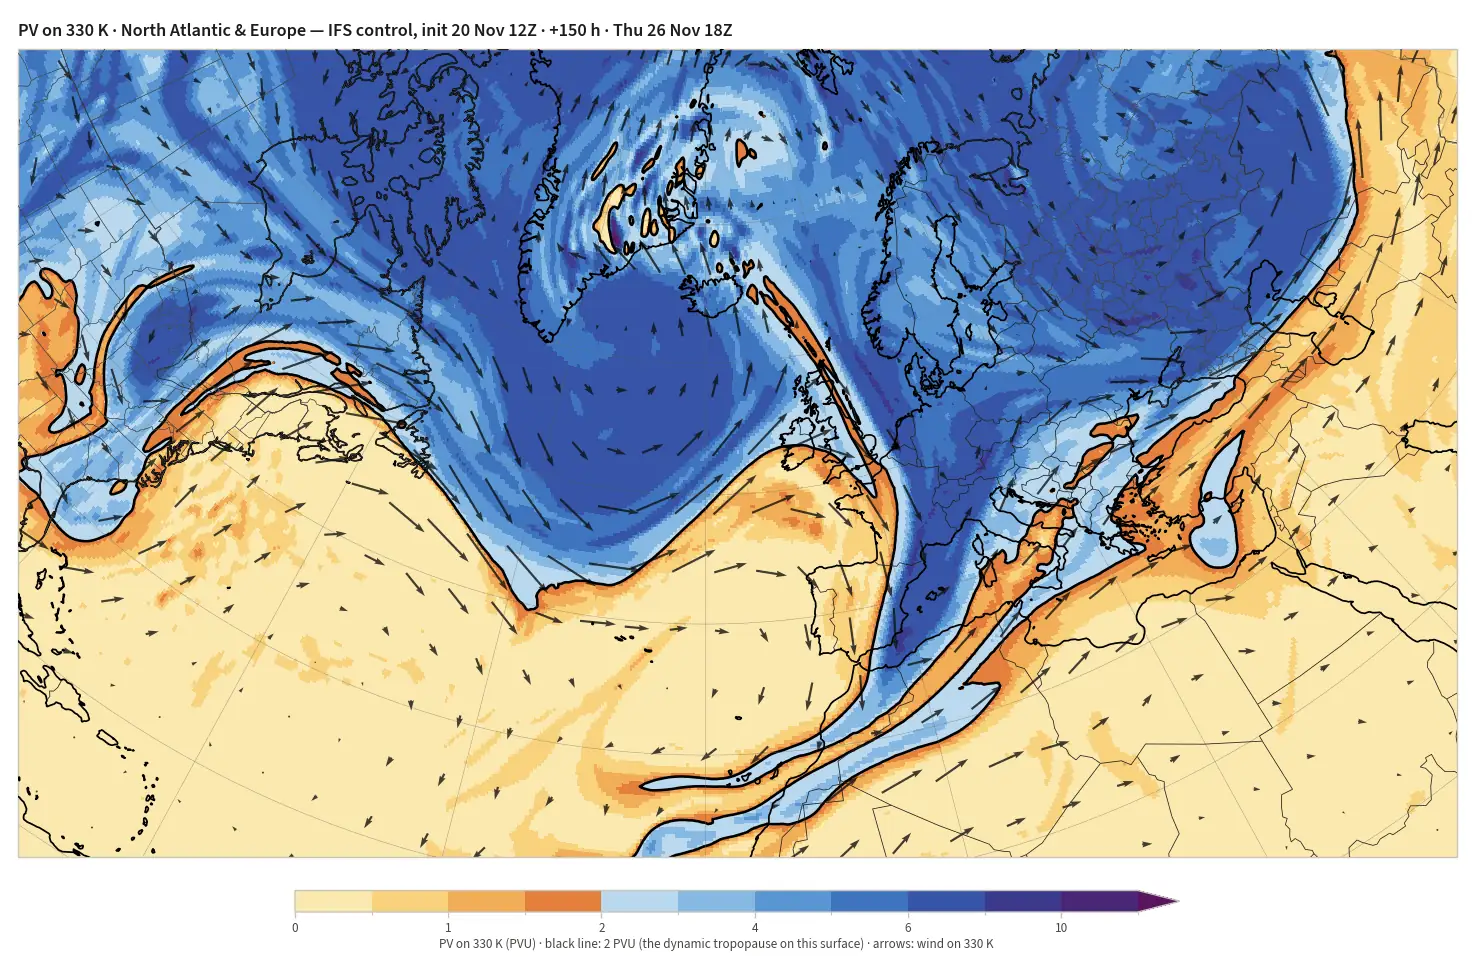 PV on 330 K · North Atlantic & Europe — IFS control, init 20 Nov 12Z · +150 h · Thu 26 Nov 18Z
0 1 2 4 6 10
PV on 330 K (PVU) · black line: 2 PVU (the dynamic tropopause on this surface) · arrows: wind on 330 K